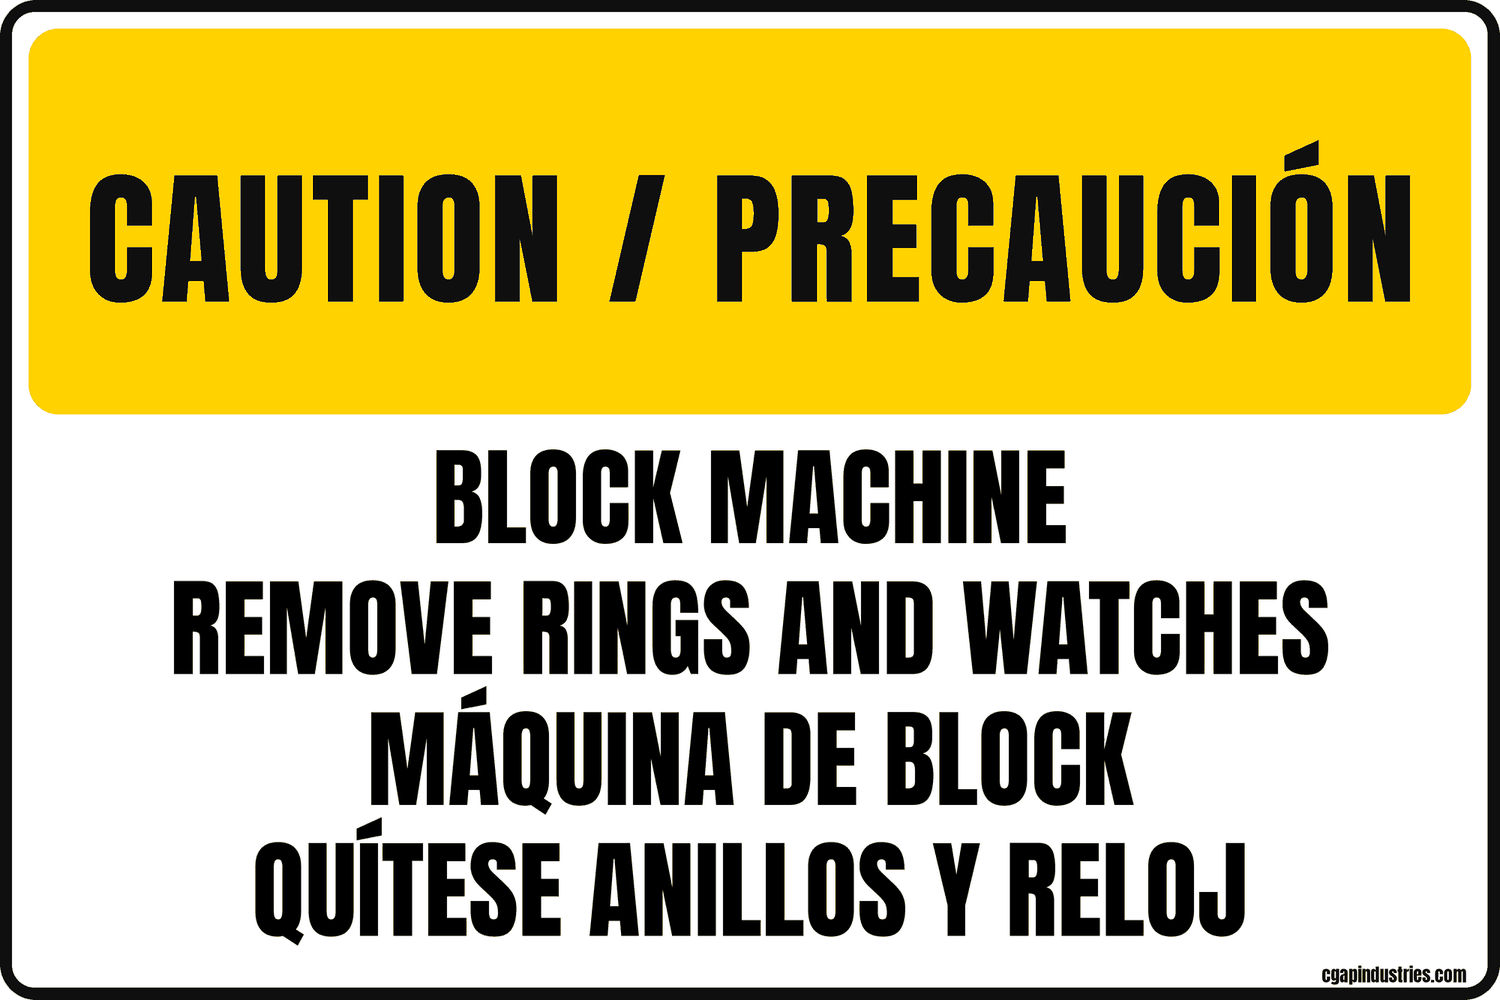 CAUTION / PRECAUCIÓN
BLOCK MACHINE
REMOVE RINGS AND WATCHES
MÁQUINA DE BLOCK
QUÍTESE ANILLOS Y RELOJ
cgapindustries.com